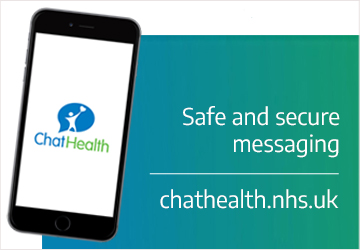 ChatHealth
Safe and secure
messaging
chathealth.nhs.uk